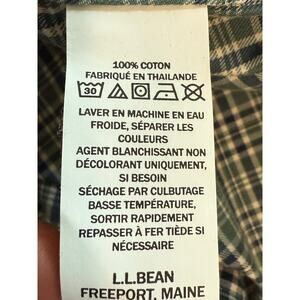 100% COTON
FABRIQUÉ EN THAILANDE
30
LAVER EN MACHINE EN EAU
FROIDE, SÉPARER LES
COULEURS
AGENT BLANCHISSANT NON
DÉCOLORANT UNIQUEMENT,
SI BESOIN
SÉCHAGE PAR CULBUTAGE
BASSE TEMPÉRATURE,
SORTIR RAPIDEMENT
REPASSER À FER TIÈDE SI
NÉCESSAIRE
L.L.BEAN
FREEPORT, MAINE